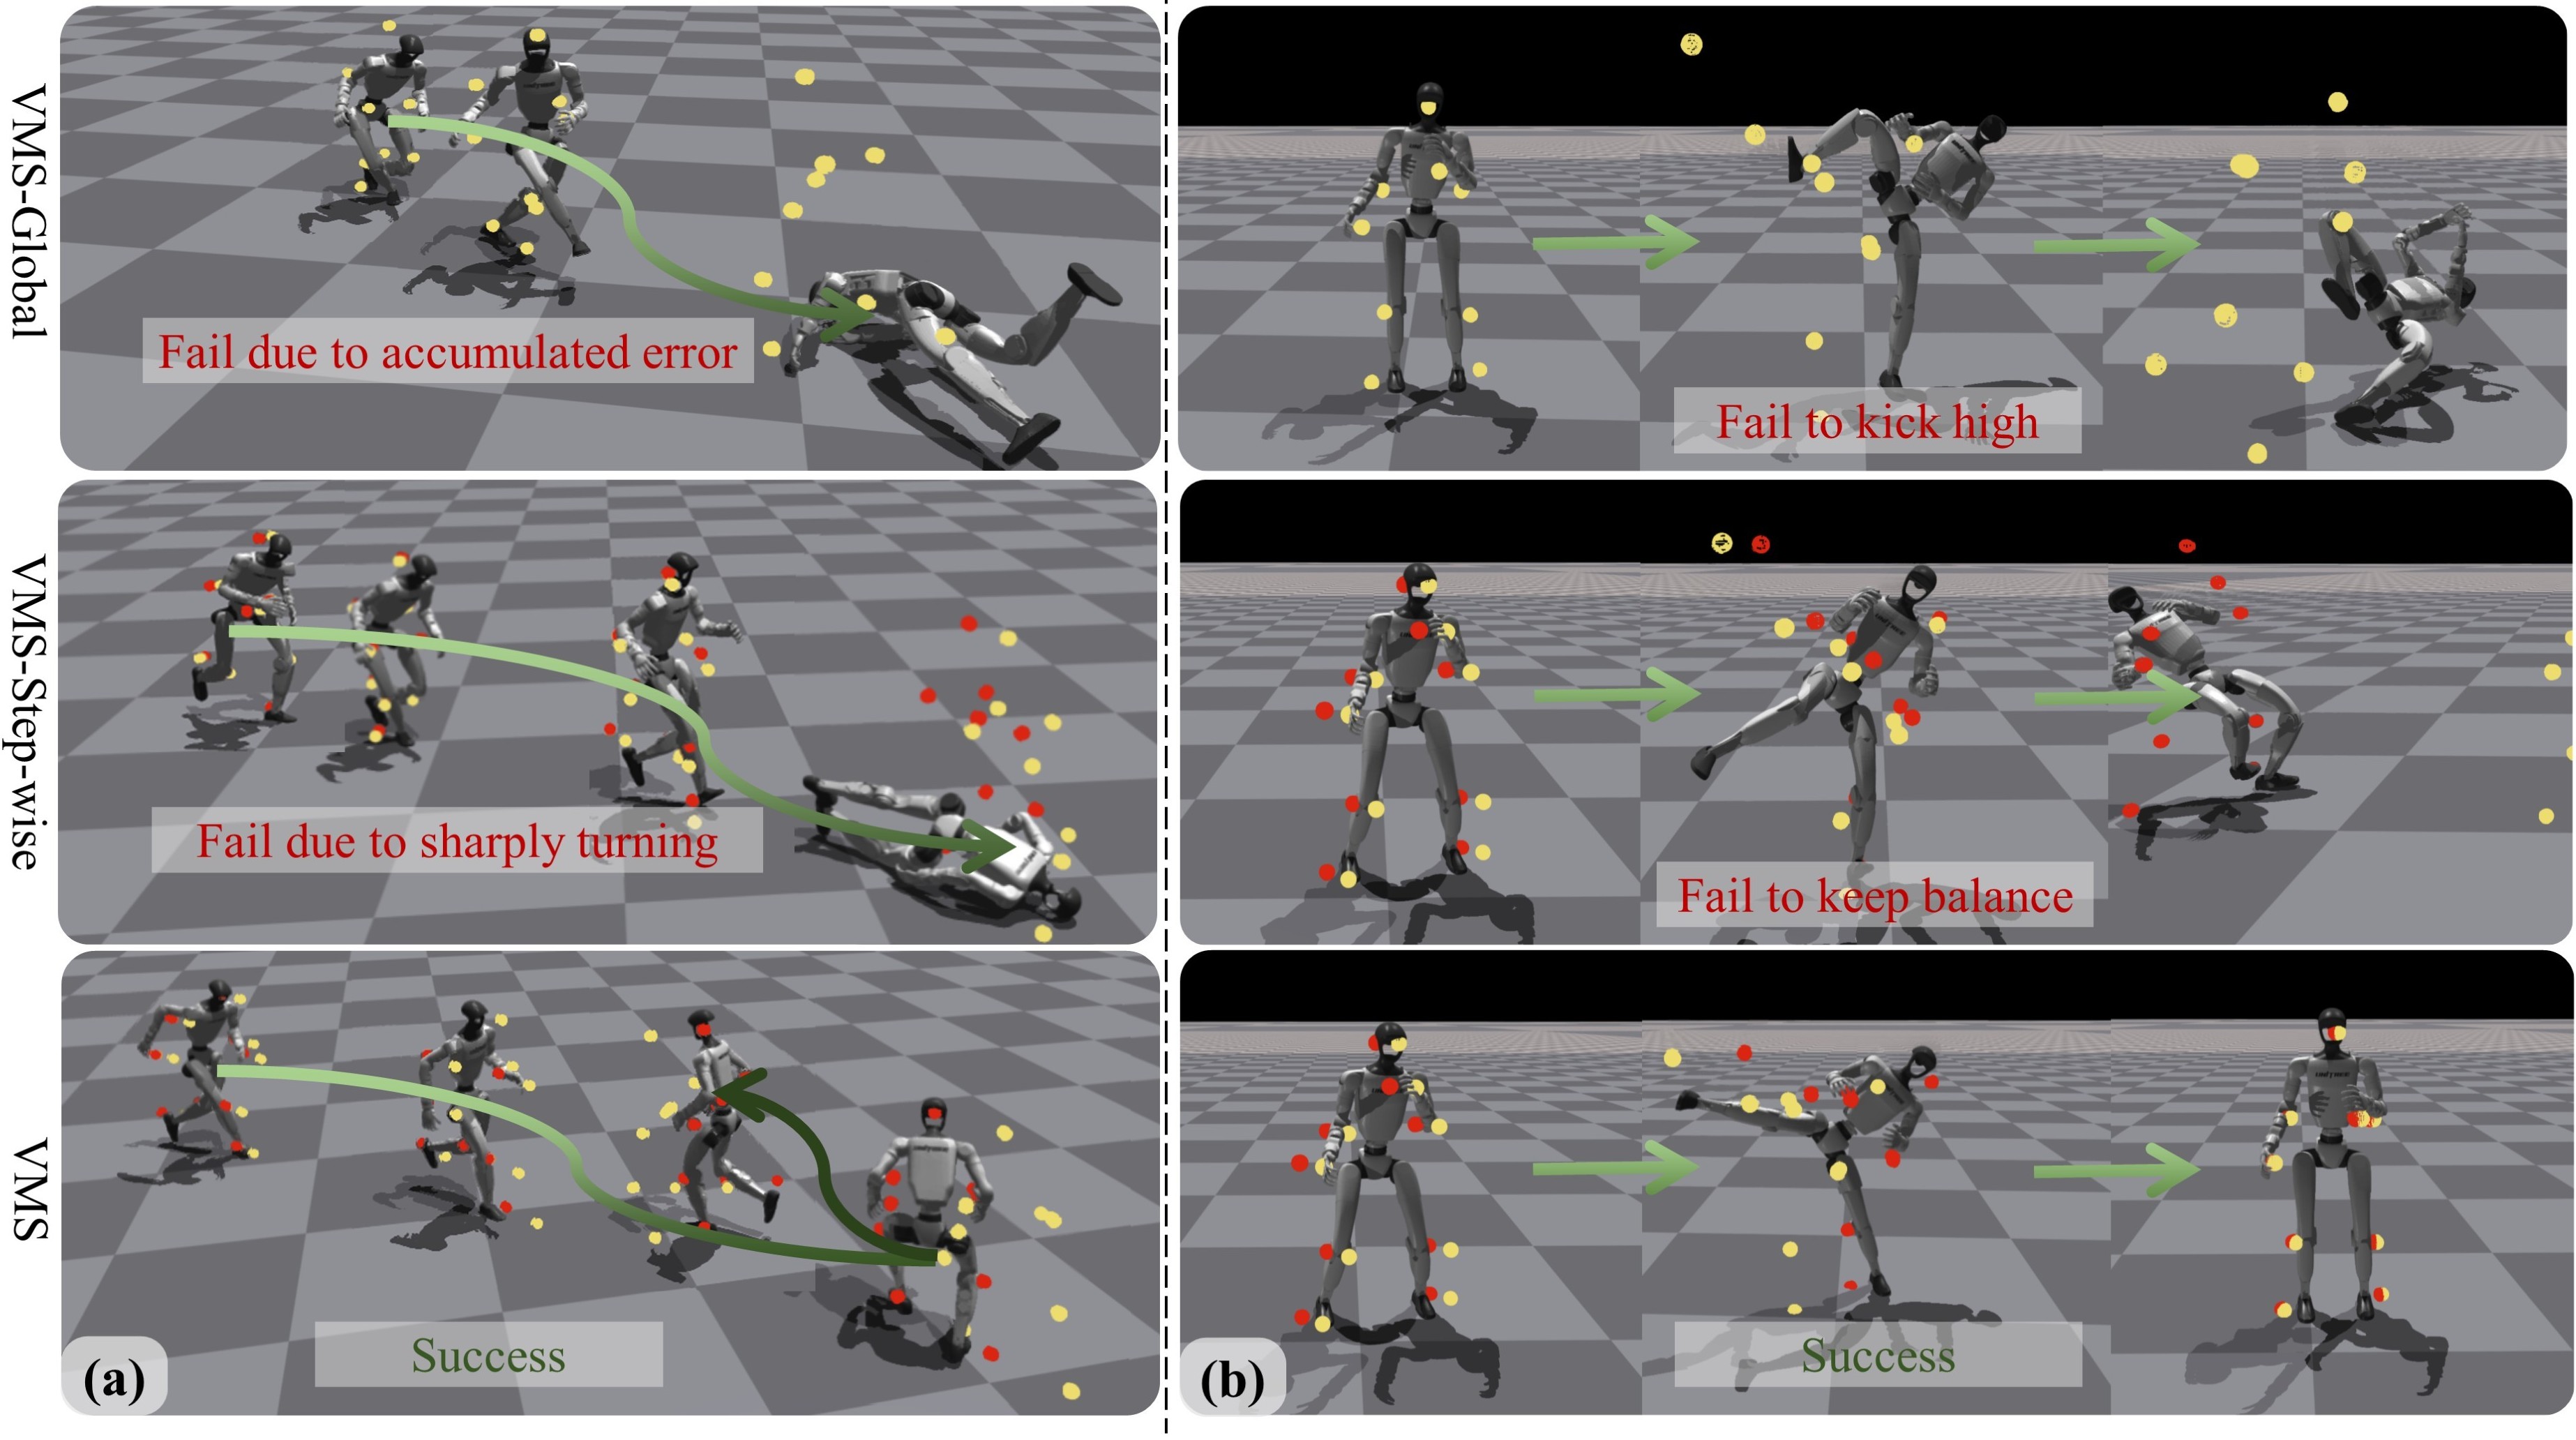 VMS-Global
Fail due to accumulated error
Fail to kick high
VMS-Step-wise
Fail due to sharply turning
Fail to keep balance
VMS
Success
Success
(a)
(b)